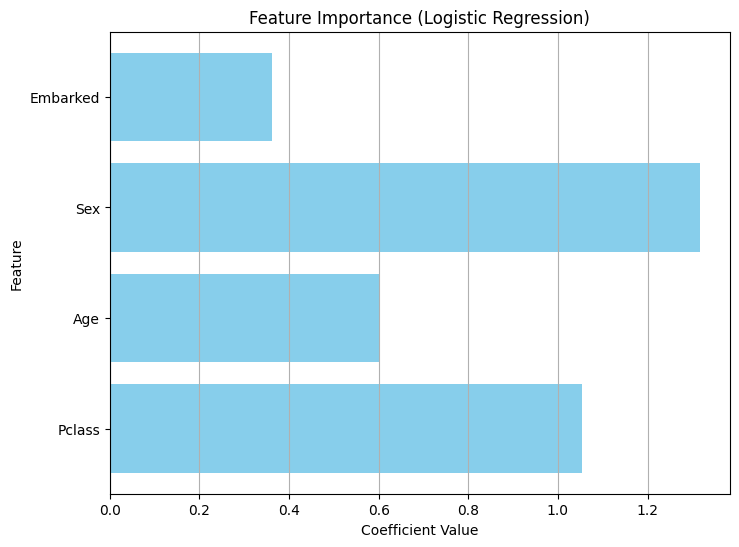 Feature Importance (Logistic Regression)
Feature
Embarked
Sex
Age
Pclass
0.0 0.2 0.4 0.6 0.8 1.0 1.2
Coefficient Value